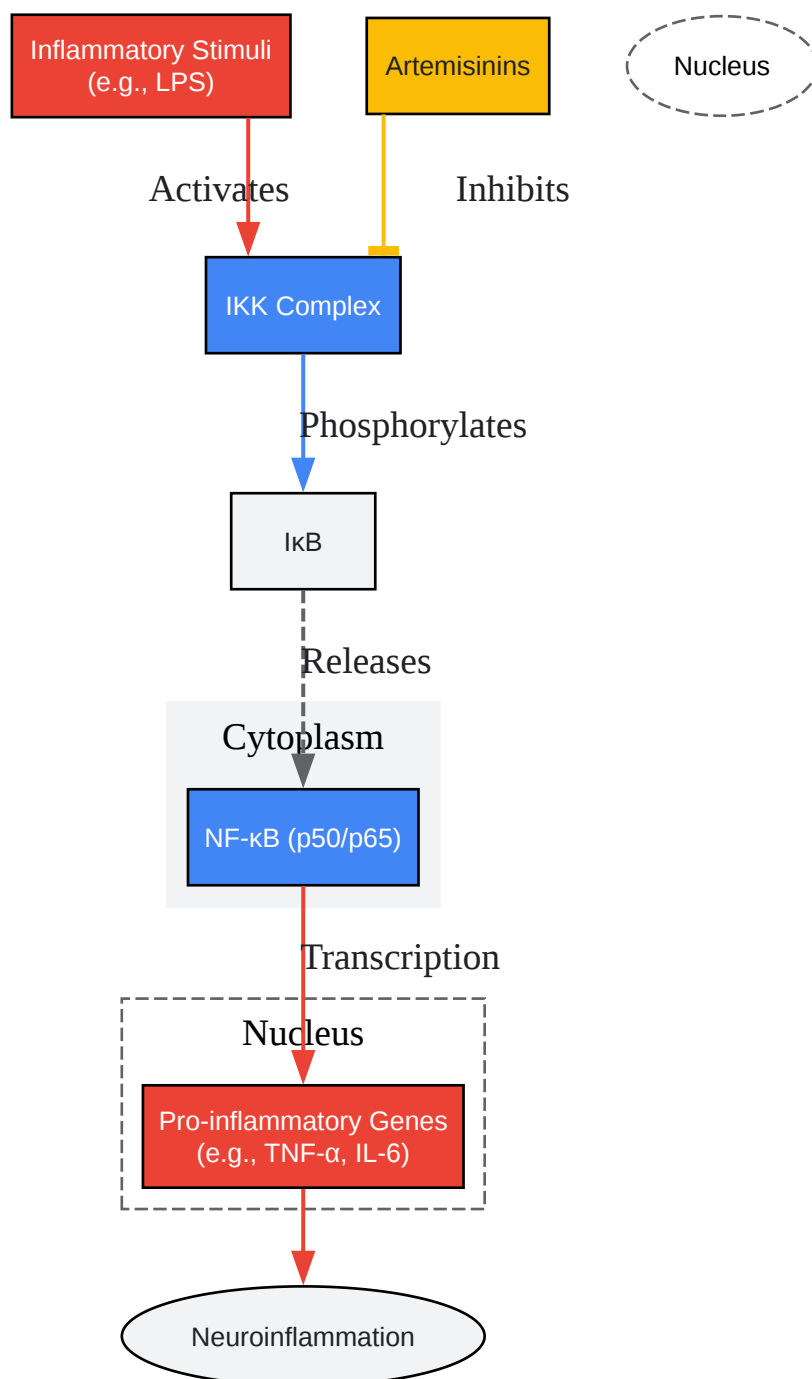 Inflammatory Stimuli
(e.g., LPS)
Artemisinins
Nucleus
Activates
Inhibits
IKK Complex
Phosphorylates
IκB
Releases
Cytoplasm
NF-κB (p50/p65)
Transcription
Nucleus
Pro-inflammatory Genes
(e.g., TNF-α, IL-6)
Neuroinflammation